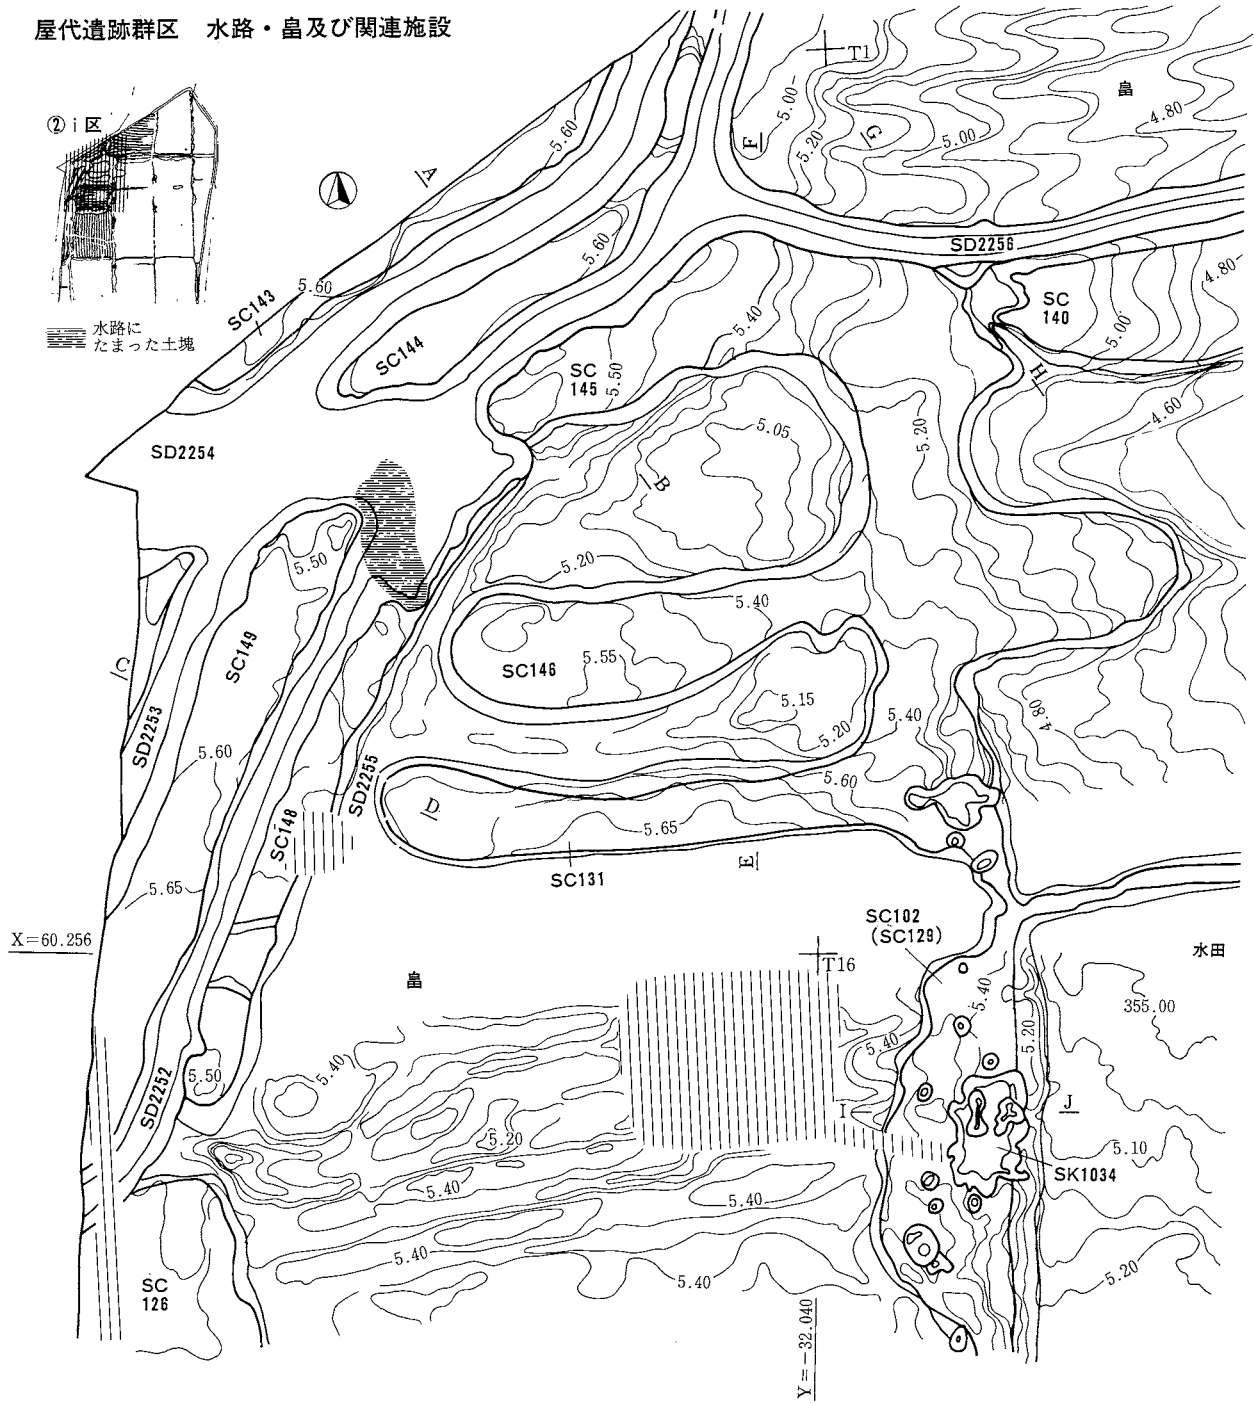 屋代遺跡群区 水路・畠及び関連施設
②i区
水路に
たまった土塊
T1
畠
4.80
5.00
5.00
5.20
F
G
A
5.60
5.60
5.60
SC143
SC144
SD2256
SC
140
4.80
5.00
5.40
SC
145
5.50
H
4.60
5.20
5.05
B
SD2254
5.50
5.20
5.40
SC149
SC146
5.55
5.15
5.20
5.40
4.80
C
SD2253
5.60
SD2255
5.60
D
5.65
SC148
E
SC131
5.65
X=60.256
SC102
(SC129)
水田
T16
畠
5.40
355.00
5.20
5.40
5.40
5.50
SD2252
I
J
5.20
5.10
SK1034
5.40
5.40
5.40
5.40
5.20
SC
126
Y=-32.040